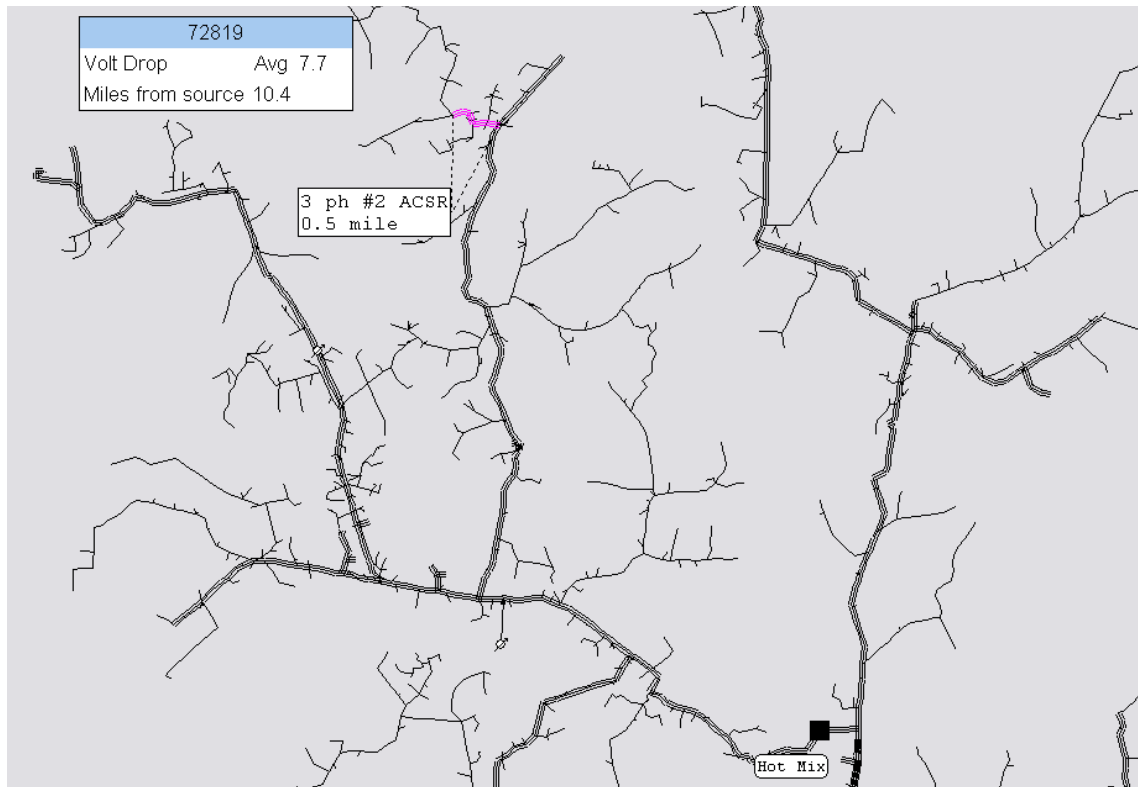 72819
Volt Drop Avg 7.7
Miles from source 10.4
3 ph #2 ACSR
0.5 mile
Hot Mix